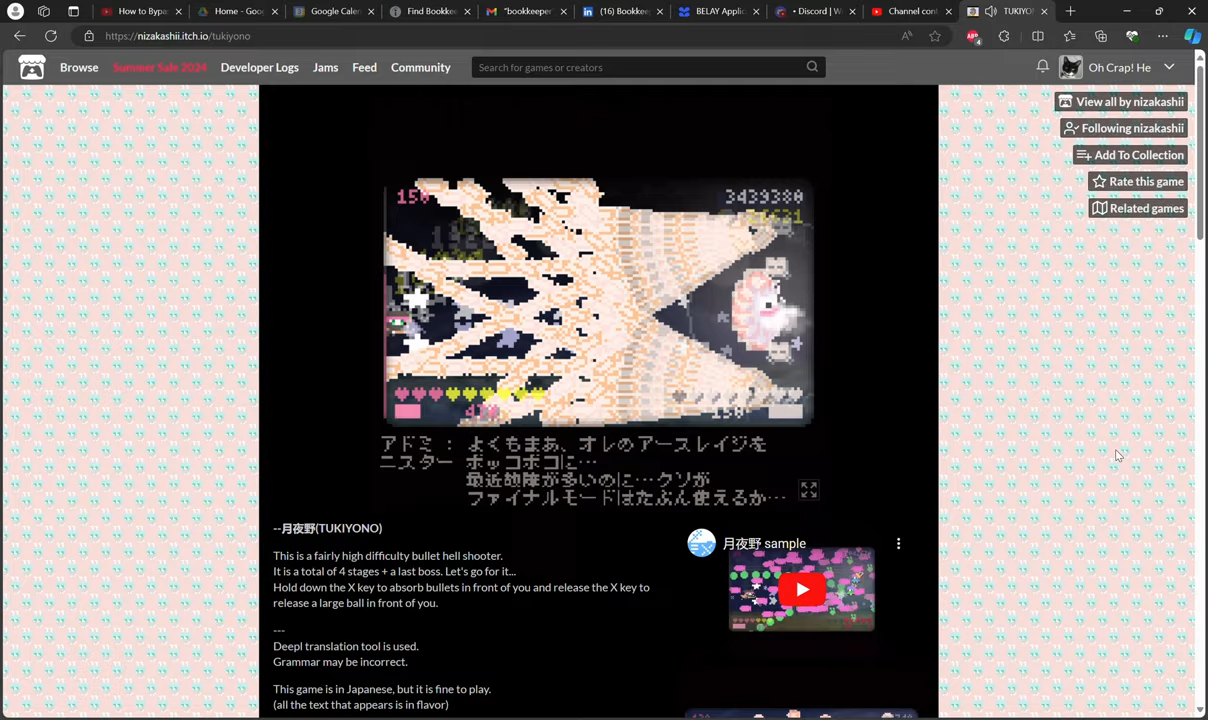 How to Bypa
Home - Goo
Google Cale
Find Bookke
"bookkeeper"
(16) Bookkee
BELAY Applic
• Discord | W
Channel con
TUKIYO
https://nizakashii.itch.io/tukiyono
Browse
Summer Sale 2024
Developer Logs
Jams
Feed
Community
Search for games or creators
Oh Crap! He
View all by nizakashii
Following nizakashii
Add To Collection
Rate this game
Related games
150
3439380
アドミ : よくもまあ、オレのアースレイジを
ニスター ボッコボコに…
最近故障が多いのに…クソが
ファイナルモードはたぶん使えるか…
--月夜野(TUKIYONO)
This is a fairly high difficulty bullet hell shooter.
It is a total of 4 stages + a last boss. Let's go for it...
Hold down the X key to absorb bullets in front of you and release the X key to
release a large ball in front of you.
---
Deepl translation tool is used.
Grammar may be incorrect.
This game is in Japanese, but it is fine to play.
(all the text that appears is in flavor)
月夜野 sample